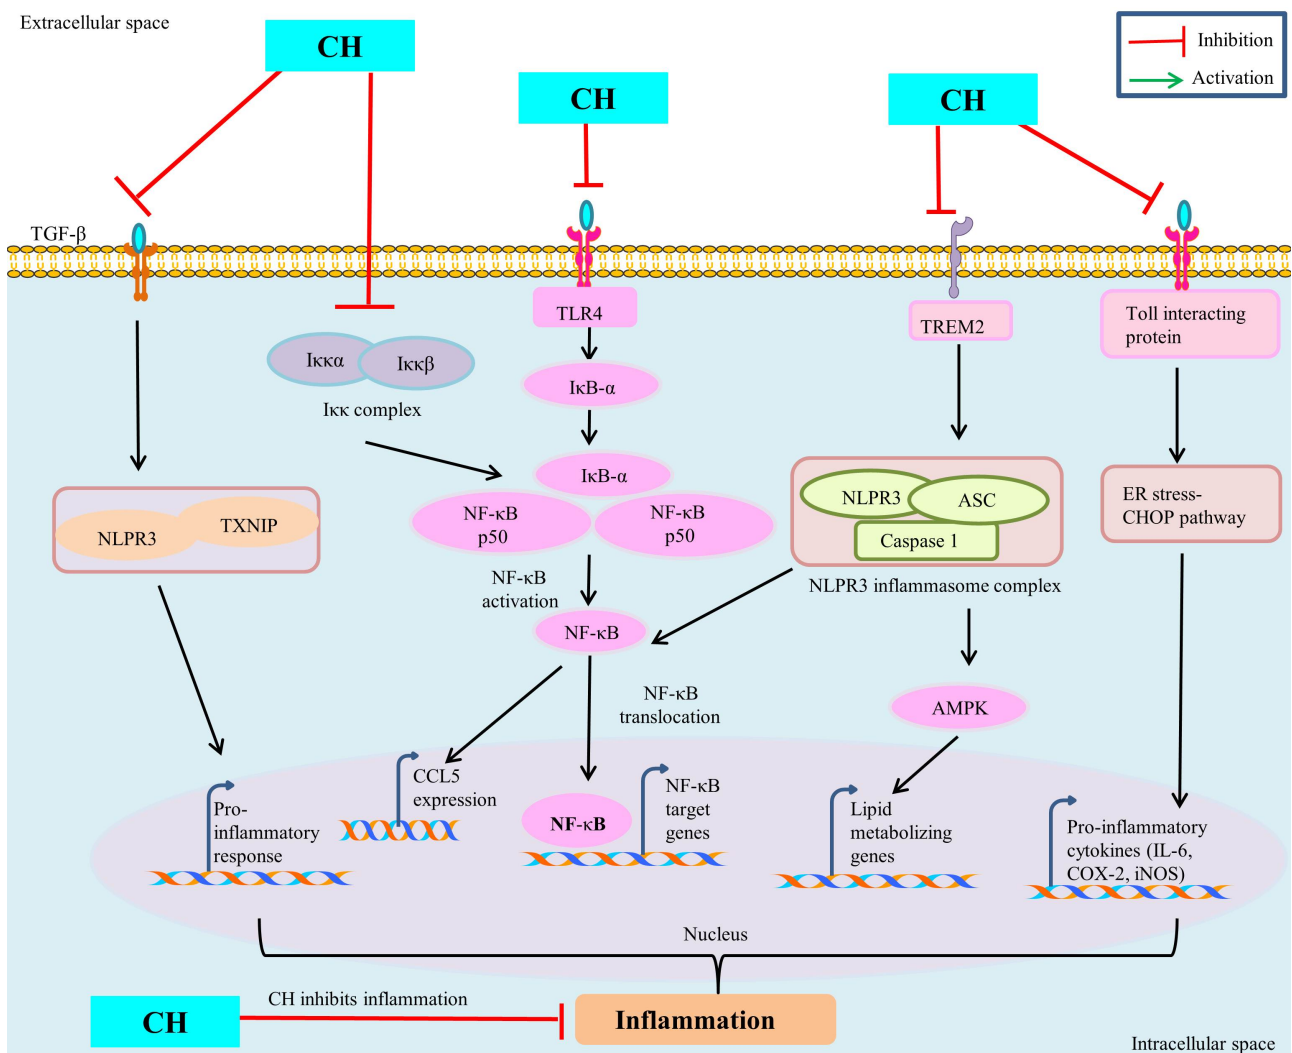 Extracellular space
CH
CH
CH
Inhibition
Activation
TGF-β
TLR4
TREM2
Toll interacting
protein
Iκκα
Iκκβ
Iκκ complex
IκB-α
IκB-α
NF-κB
p50
NF-κB
p50
NLPR3
TXNIP
NLPR3
ASC
Caspase 1
NLPR3 inflammasome complex
ER stress-
CHOP pathway
NF-κB
activation
NF-κB
NF-κB
translocation
AMPK
Pro-
inflammatory
response
CCL5
expression
NF-κB
NF-κB
target
genes
Lipid
metabolizing
genes
Pro-inflammatory
cytokines (IL-6,
COX-2, iNOS)
Nucleus
CH
CH inhibits inflammation
Inflammation
Intracellular space